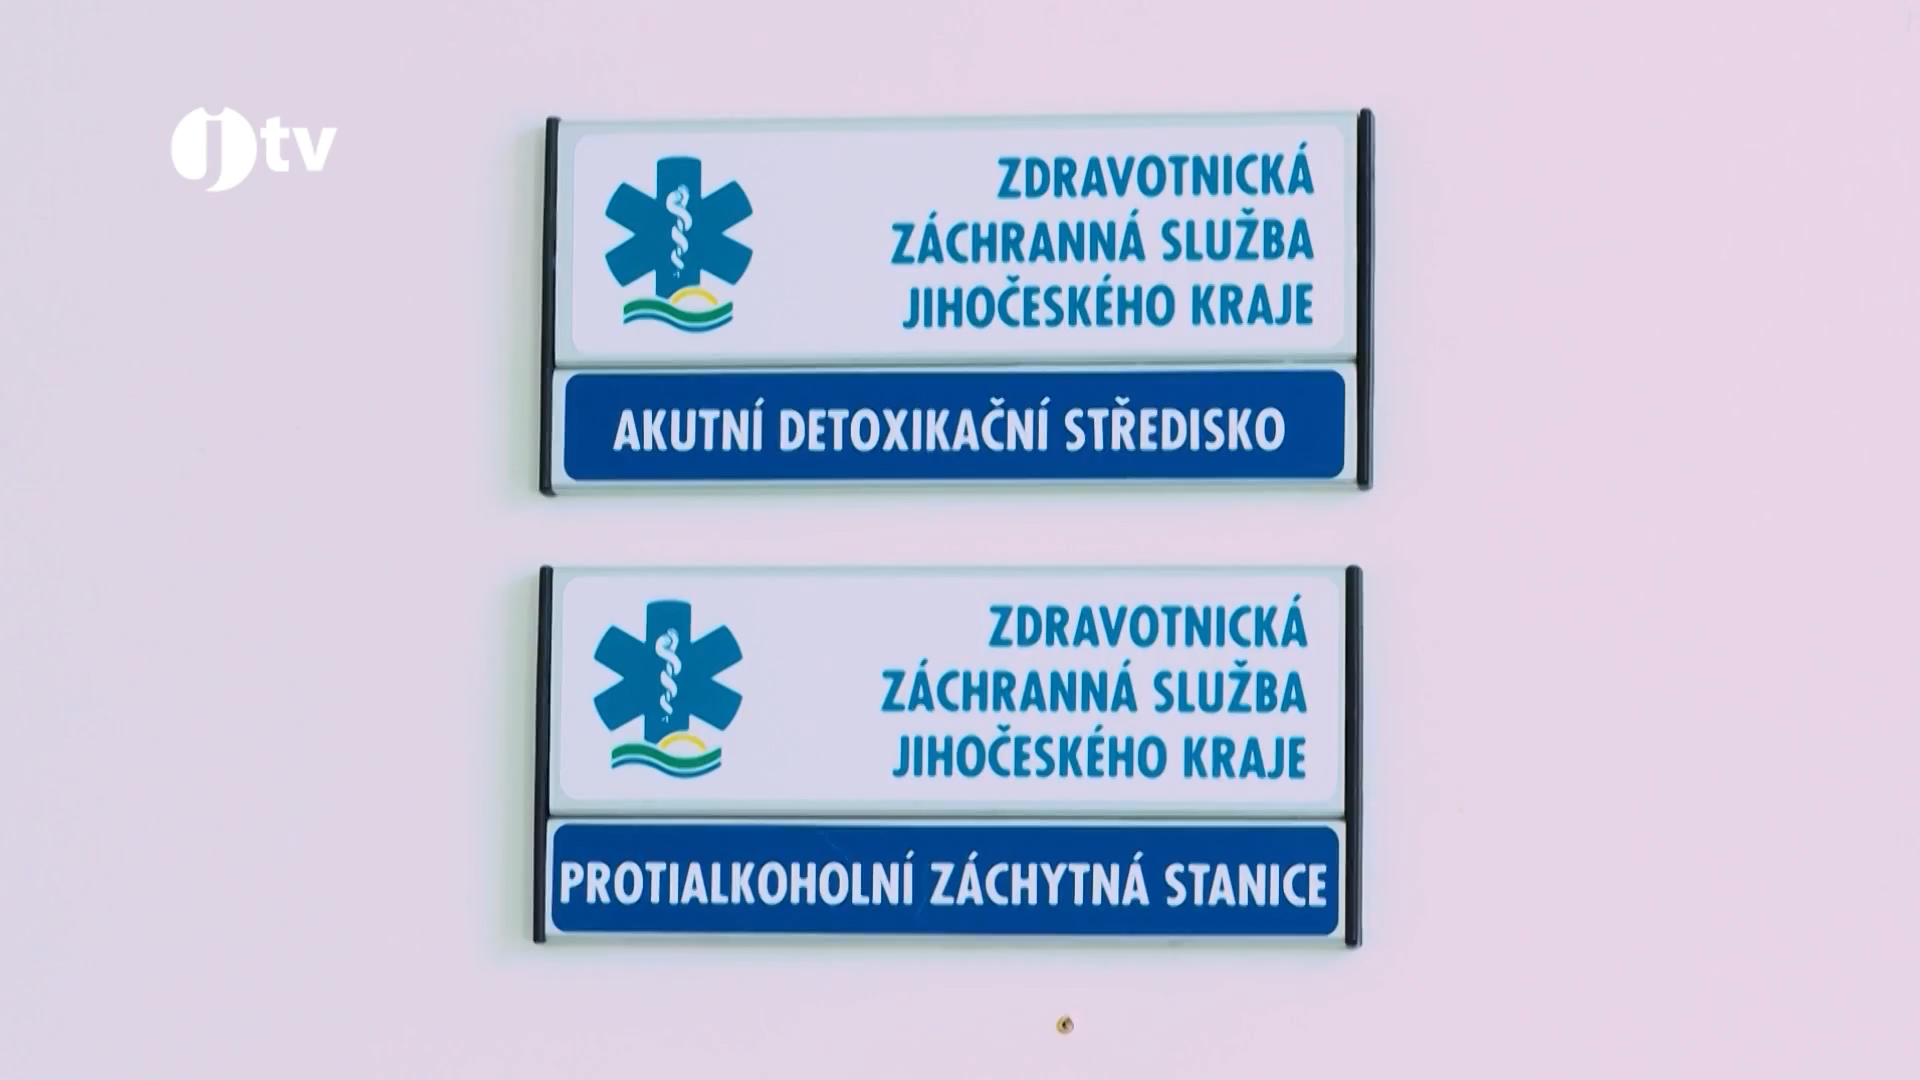 jtv
ZDRAVOTNICKÁ
ZÁCHRANNÁ SLUŽBA
JIHOČESKÉHO KRAJE
AKUTNÍ DETOXIKAČNÍ STŘEDISKO
ZDRAVOTNICKÁ
ZÁCHRANNÁ SLUŽBA
JIHOČESKÉHO KRAJE
PROTIALKOHOLNÍ ZÁCHYTNÁ STANICE